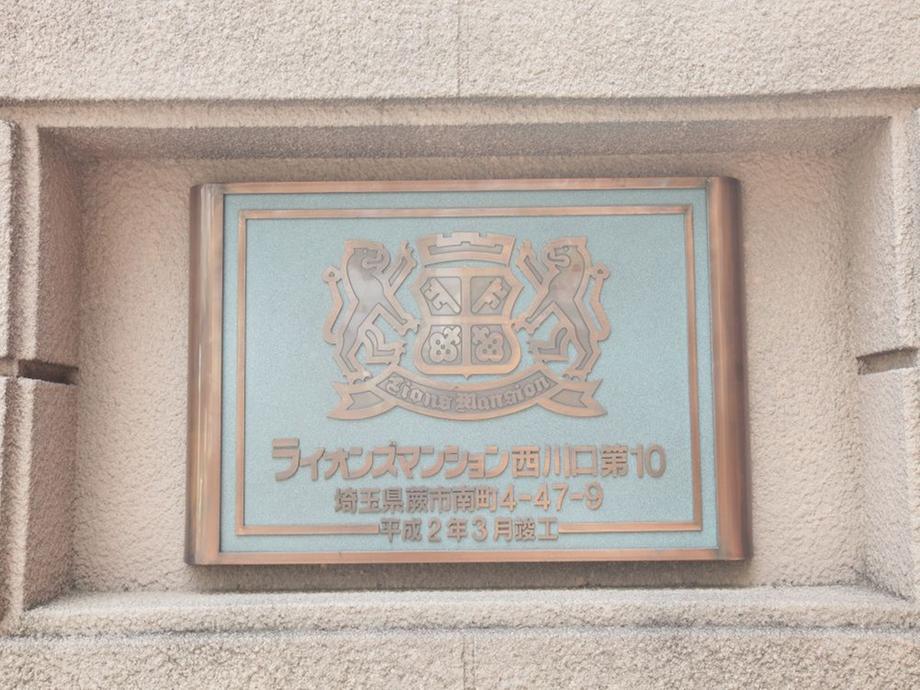 Lions Mansion
ライオンズマンション西川口第10
埼玉県蕨市南町4-47-9
平成2年3月竣工